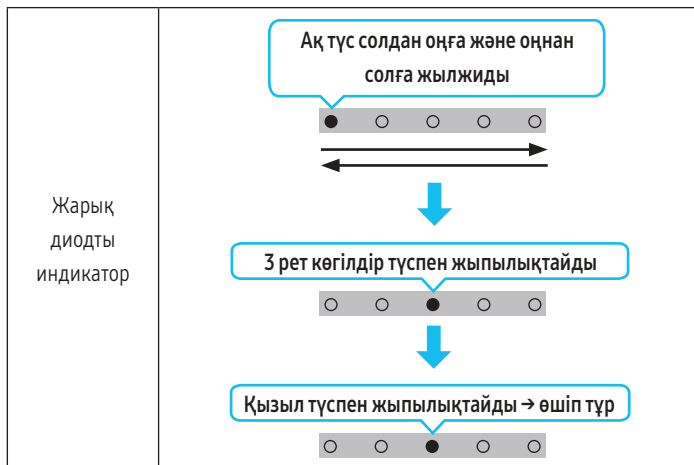 Ақ түс солдан оңға және оңнан
солға жылжиды
Жарық
диодты
индикатор
3 рет көгілдір түспен жыпылықтайды
Қызыл түспен жыпылықтайды → өшіп тұр